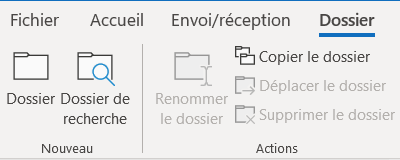 Fichier Accueil Envoi/réception Dossier
Dossier
Dossier de
recherche
Nouveau
Renommer
le dossier
Copier le dossier
Déplacer le dossier
Supprimer le dossier
Actions